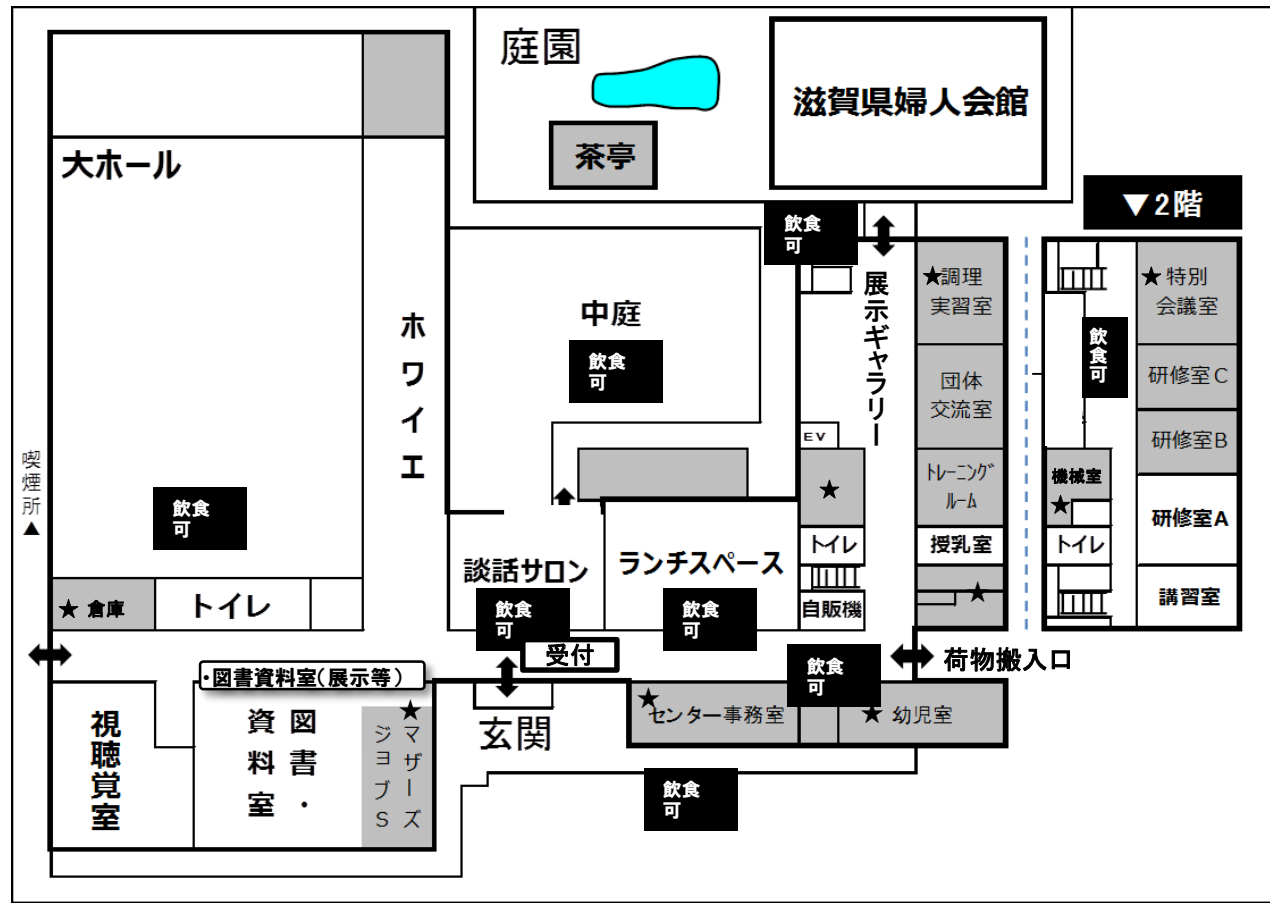 庭園
茶亭
滋賀県婦人会館
▼2階
大ホール
ホワイエ
中庭
飲食
可
飲食
可
展示ギャラリー
★調理
実習室
団体
交流室
ﾄﾚｰﾆﾝｸﾞ
ﾙｰﾑ
授乳室
★
EV
★
トイレ
自販機
★特別
会議室
飲食可
研修室C
研修室B
機械室
★
研修室A
トイレ
講習室
喫煙所▲
飲食
可
★ 倉庫
トイレ
談話サロン
飲食
可
ランチスペース
飲食
可
受付
飲食
可
荷物搬入口
・図書資料室(展示等)
視聴覚室
図書・
資料室
★マザーズ
ジョブS
玄関
★
センター事務室
★ 幼児室
飲食
可